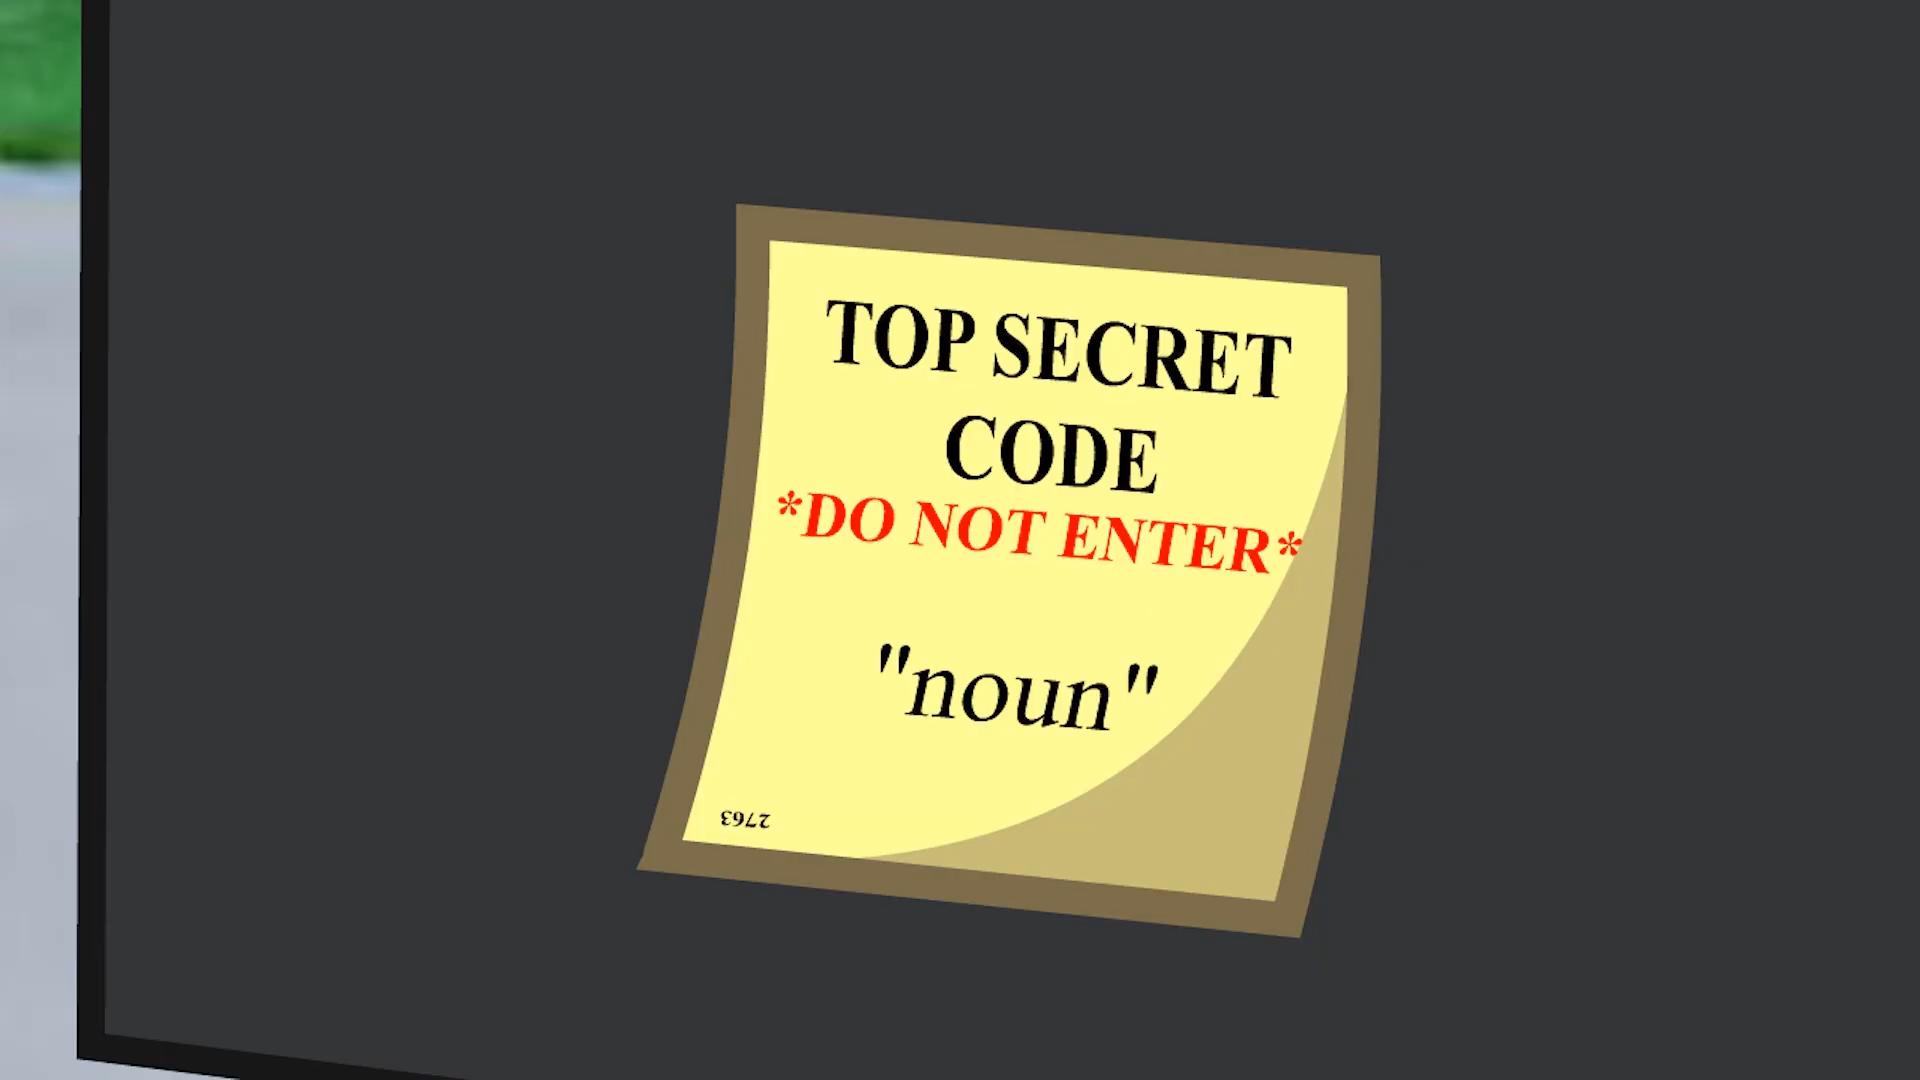 TOP SECRET
CODE
*DO NOT ENTER*
"noun"
2763